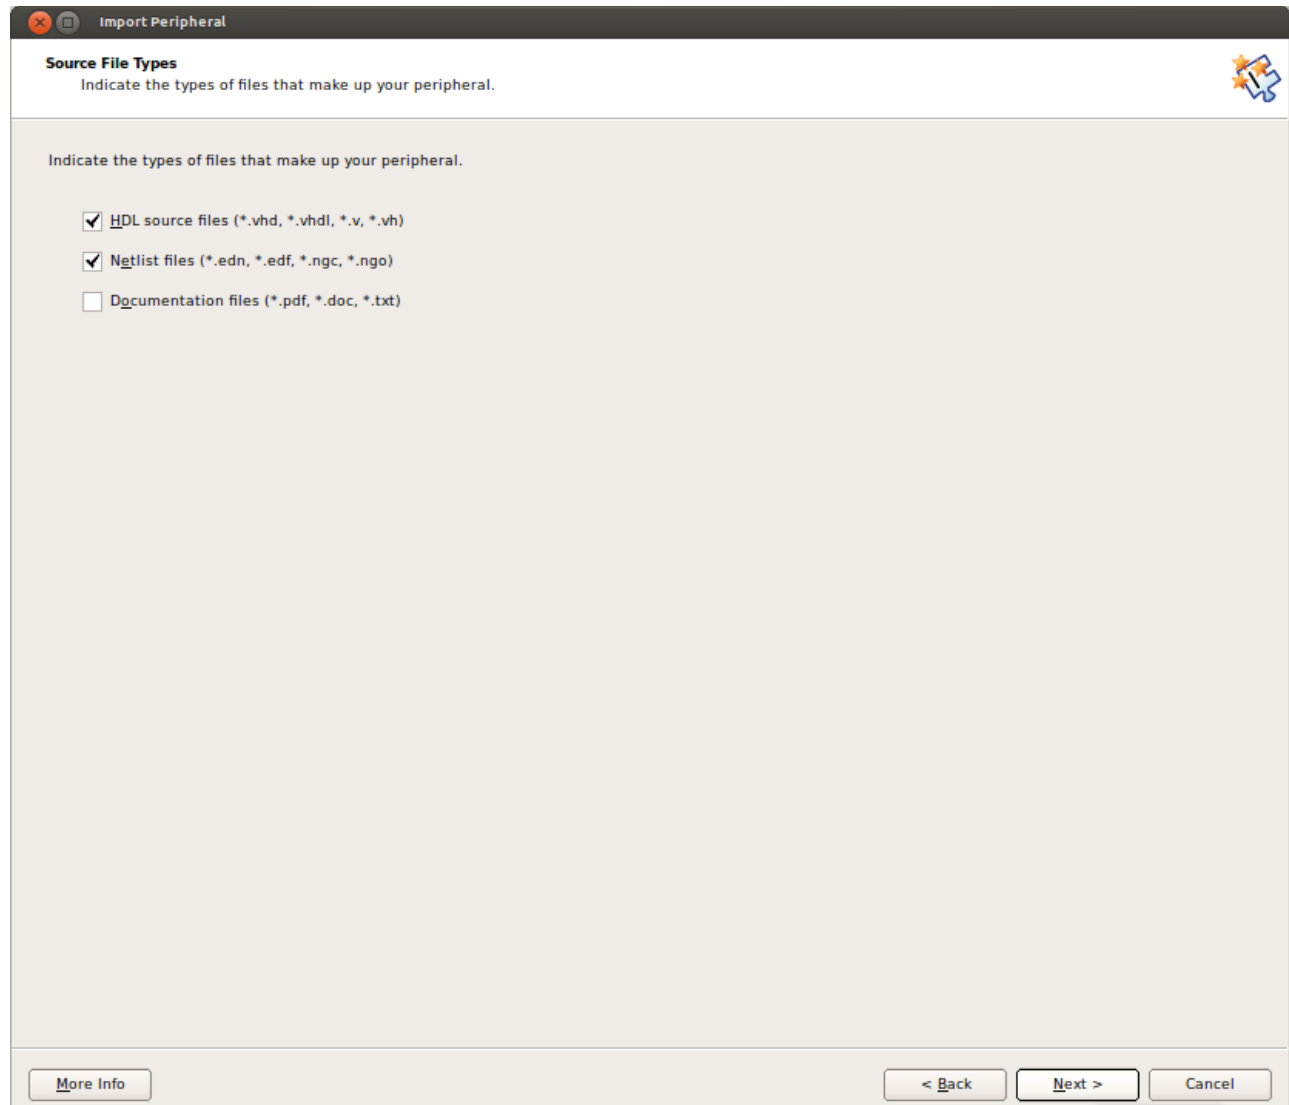 Import Peripheral
Source File Types
Indicate the types of files that make up your peripheral.
Indicate the types of files that make up your peripheral.
HDL source files (*.vhd, *.vhdl, *.v, *.vh)
Netlist files (*.edn, *.edf, *.ngc, *.ngo)
Documentation files (*.pdf, *.doc, *.txt)
More Info
< Back
Next >
Cancel